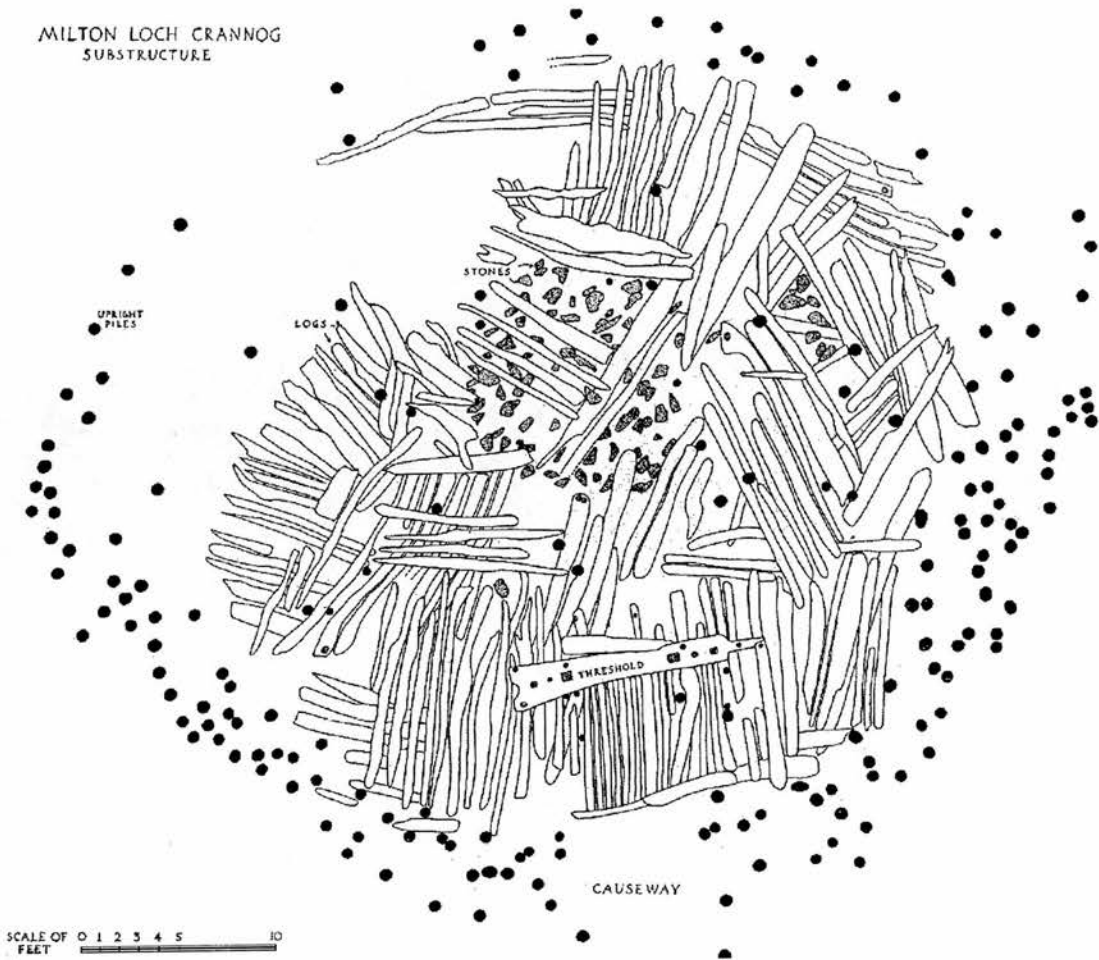 MILTON LOCH CRANNOG
SUBSTRUCTURE
STONES
UPRIGHT
PILES
LOGS
THRESHOLD
CAUSEWAY
SCALE OF 0 1 2 3 4 5 10
FEET